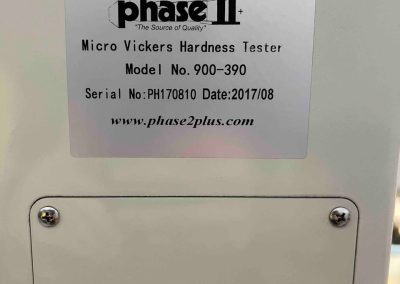 phase II+
"The Source of Quality"
Micro Vickers Hardness Tester
Model No.900-390
Serial No:PH170810 Date:2017/08
www.phase2plus.com